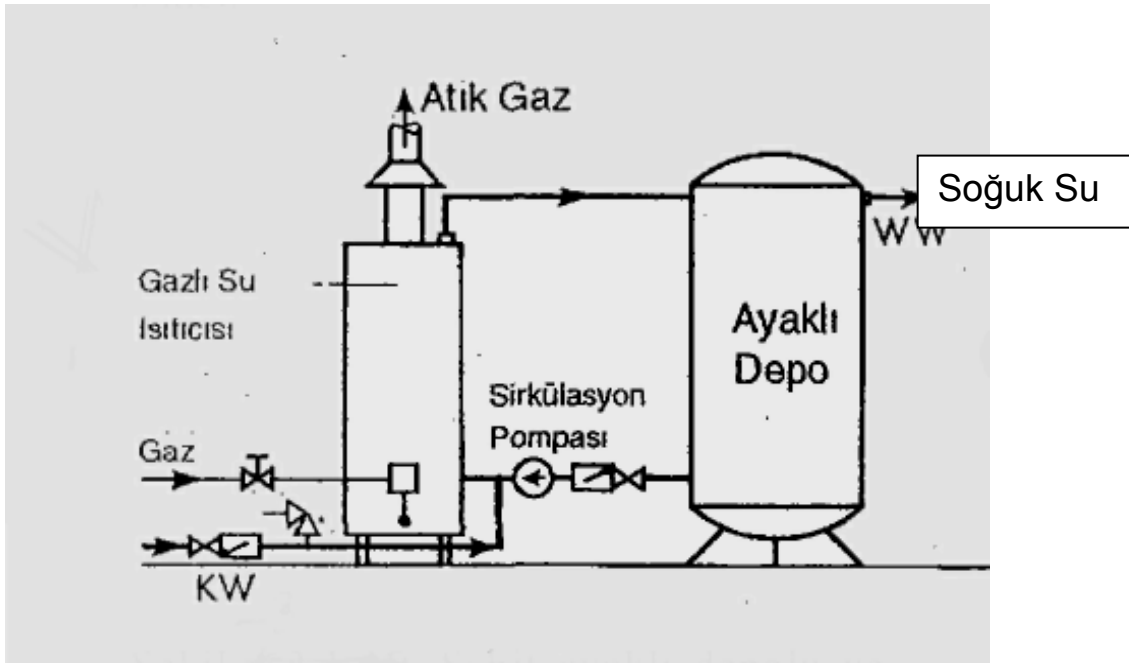 Atık Gaz
Soğuk Su
WW
Gazlı Su
Isıtıcısı
Ayaklı
Depo
Sirkülasyon
Pompası
Gaz
KW